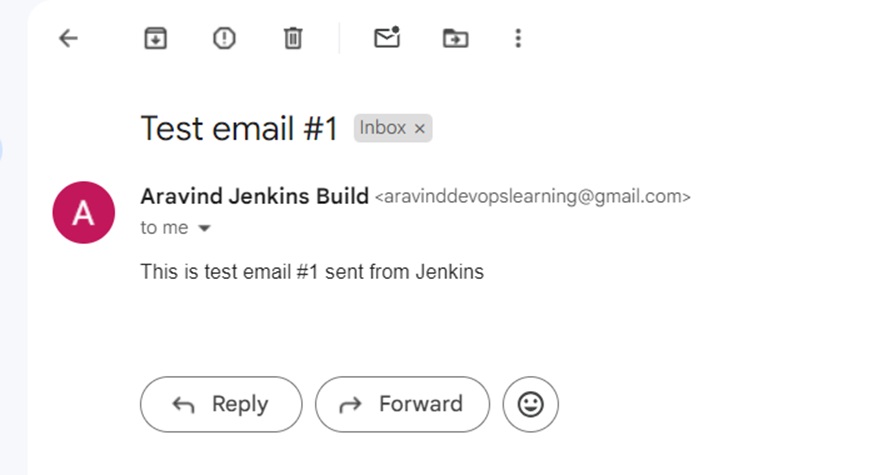 Test email #1 Inbox ×
A Aravind Jenkins Build <aravinddevopslearning@gmail.com>
to me
This is test email #1 sent from Jenkins
Reply Forward